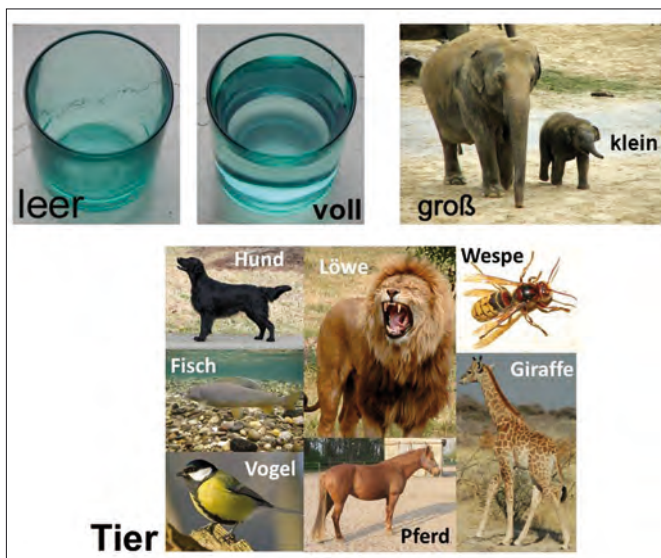 leer
voll
groß
klein
Hund
Löwe
Wespe
Fisch
Giraffe
Vogel
Pferd
Tier